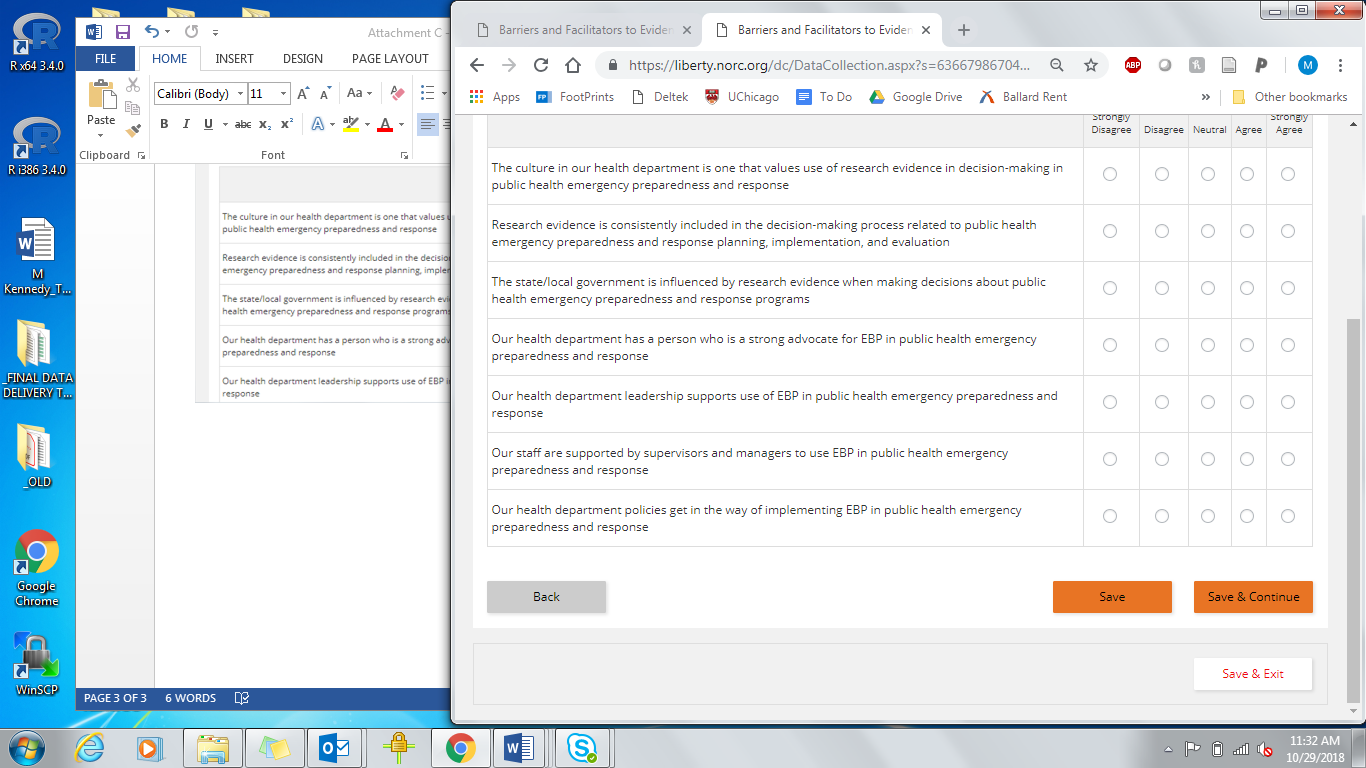 R x64 3.4.0
R i386 3.4.0
M
Kennedy_T...
_FINAL DATA
DELIVERY T...
_OLD
Google
Chrome
WinSCP
Attachment C -
FILE HOME INSERT DESIGN PAGE LAYOUT
Calibri (Body) 11
Paste
Clipboard Font
The culture in our health department is one that values
public health emergency preparedness and response
Research evidence is consistently included in the decision
emergency preparedness and response planning, imple
The state/local government is influenced by research evi
health emergency preparedness and response programs
Our health department has a person who is a strong adv
preparedness and response
Our health department leadership supports use of EBP i
response
PAGE 3 OF 3 6 WORDS
Barriers and Facilitators to Eviden
Barriers and Facilitators to Eviden
https://liberty.norc.org/dc/DataCollection.aspx?s=63667986704...
ABP
M
Apps FootPrints Deltek UChicago To Do Google Drive Ballard Rent » Other bookmarks
Strongly
Disagree Disagree Neutral Agree Strongly
Agree
The culture in our health department is one that values use of research evidence in decision-making in
public health emergency preparedness and response
Research evidence is consistently included in the decision-making process related to public health
emergency preparedness and response planning, implementation, and evaluation
The state/local government is influenced by research evidence when making decisions about public
health emergency preparedness and response programs
Our health department has a person who is a strong advocate for EBP in public health emergency
preparedness and response
Our health department leadership supports use of EBP in public health emergency preparedness and
response
Our staff are supported by supervisors and managers to use EBP in public health emergency
preparedness and response
Our health department policies get in the way of implementing EBP in public health emergency
preparedness and response
Back Save Save & Continue
Save & Exit
11:32 AM
10/29/2018